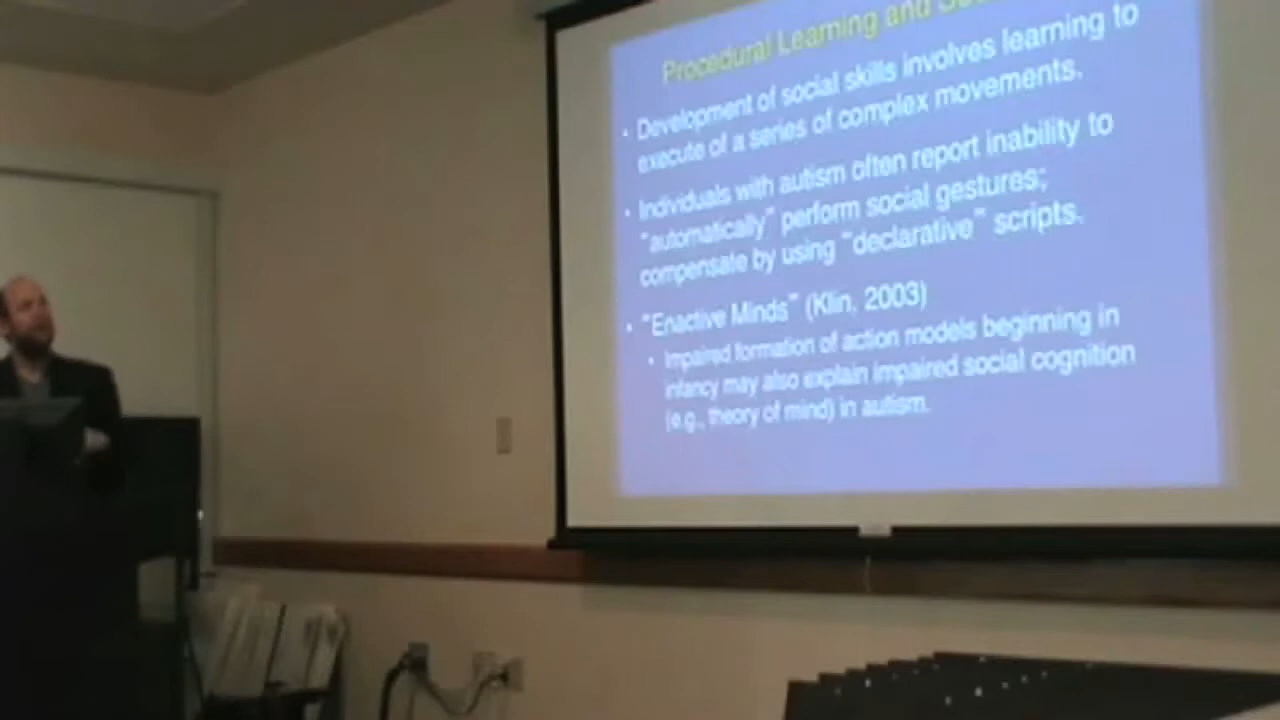 Procedural Learning and
• Development of social skills involves learning to
execute of a series of complex movements.
• Individuals with autism often report inability to
"automatically" perform social gestures;
compensate by using "declarative" scripts.
• "Enactive Minds" (Klin, 2003)
• Impaired formation of action models beginning in
infancy may also explain impaired social cognition
(e.g., theory of mind) in autism.